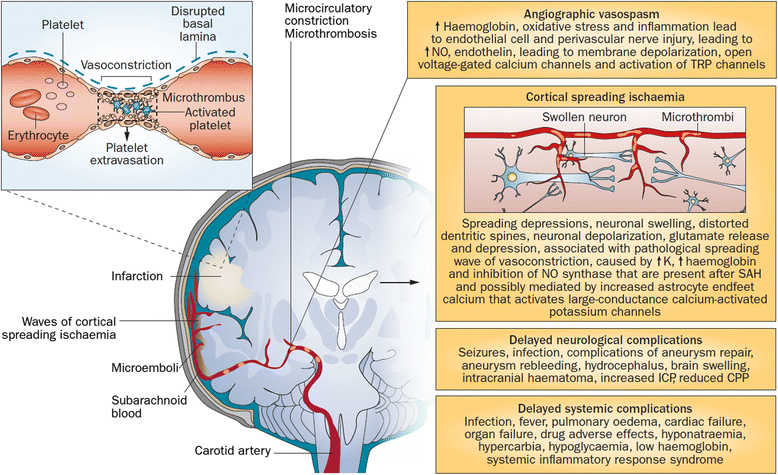 Platelet
Disrupted
basal
lamina
Vasoconstriction
Microthrombus
Activated
platelet
Erythrocyte
Platelet
extravasation
Microcirculatory
constriction
Microthrombosis
Infarction
Waves of cortical
spreading ischaemia
Microemboli
Subarachnoid
blood
Carotid artery
Angiographic vasospasm
↑ Haemoglobin, oxidative stress and inflammation lead
to endothelial cell and perivascular nerve injury, leading to
↑NO, endothelin, leading to membrane depolarization, open
voltage-gated calcium channels and activation of TRP channels
Cortical spreading ischaemia
Swollen neuron
Microthrombi
Spreading depressions, neuronal swelling, distorted
dentritic spines, neuronal depolarization, glutamate release
and depression, associated with pathological spreading
wave of vasoconstriction, caused by ↑K, ↑haemoglobin
and inhibition of NO synthase that are present after SAH
and possibly mediated by increased astrocyte endfeet
calcium that activates large-conductance calcium-activated
potassium channels
Delayed neurological complications
Seizures, infection, complications of aneurysm repair,
aneurysm rebleeding, hydrocephalus, brain swelling,
intracranial haematoma, increased ICP, reduced CPP
Delayed systemic complications
Infection, fever, pulmonary oedema, cardiac failure,
organ failure, drug adverse effects, hyponatraemia,
hypercarbia, hypoglycaemia, low haemoglobin,
systemic inflammatory response syndrome